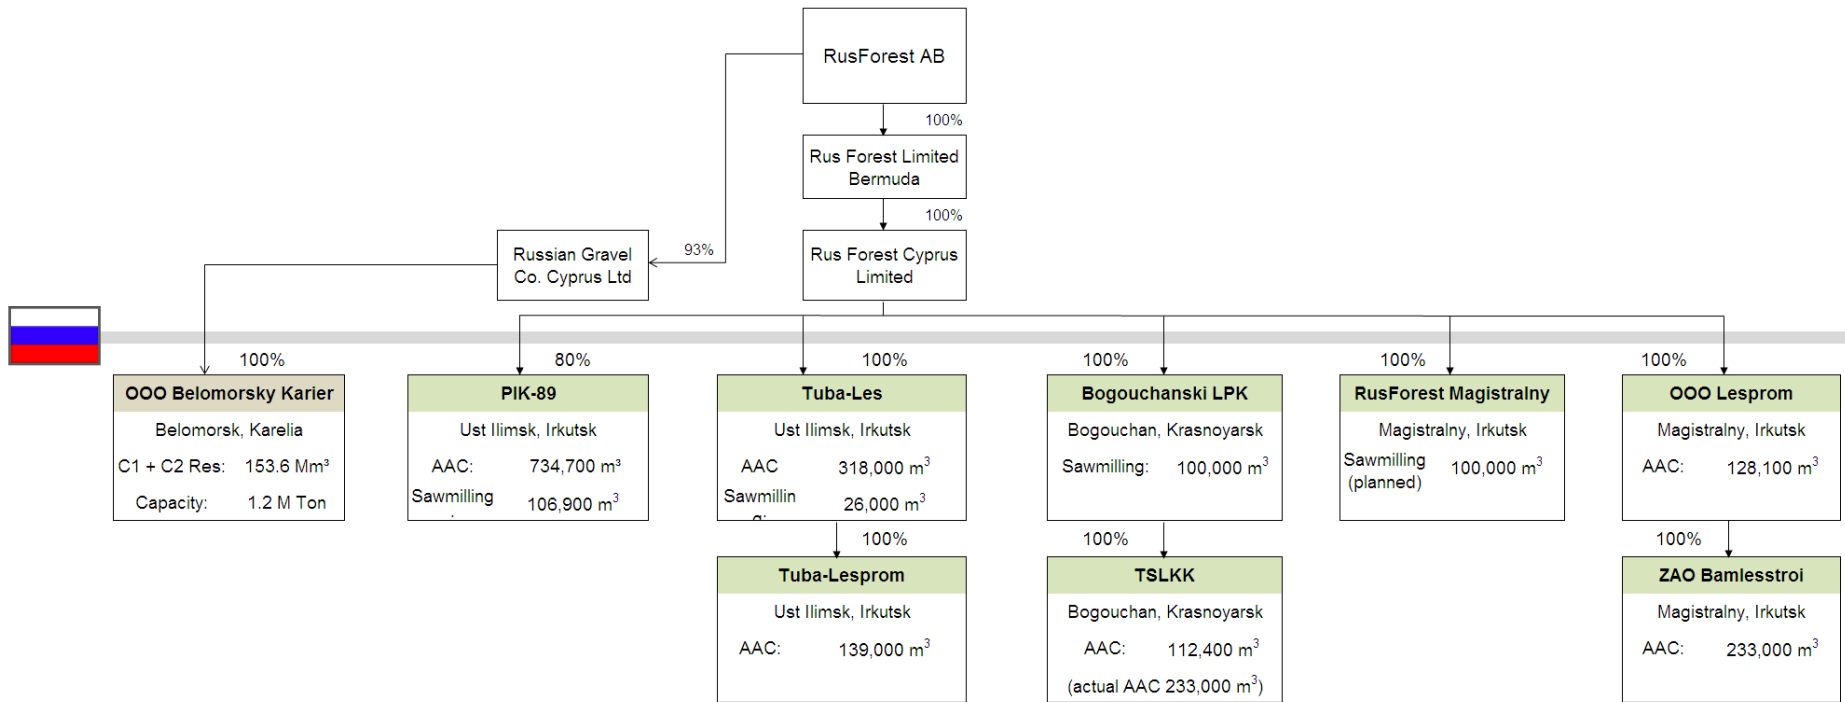 RusForest AB
100%
Rus Forest Limited
Bermuda
100%
Russian Gravel
Co. Cyprus Ltd
93%
Rus Forest Cyprus
Limited
100%
OOO Belomorsky Karier
Belomorsk, Karelia
C1 + C2 Res: 153.6 Mm³
Capacity: 1.2 M Ton
80%
PIK-89
Ust Ilimsk, Irkutsk
AAC: 734,700 m³
Sawmilling 106,900 m³
100%
Tuba-Les
Ust Ilimsk, Irkutsk
AAC 318,000 m³
Sawmillin 26,000 m³
g:
100%
Tuba-Lesprom
Ust Ilimsk, Irkutsk
AAC: 139,000 m³
100%
Bogouchanski LPK
Bogouchan, Krasnoyarsk
Sawmilling: 100,000 m³
100%
TSLKK
Bogouchan, Krasnoyarsk
AAC: 112,400 m³
(actual AAC 233,000 m³)
100%
RusForest Magistralny
Magistralny, Irkutsk
Sawmilling 100,000 m³
(planned)
100%
OOO Lesprom
Magistralny, Irkutsk
AAC: 128,100 m³
100%
ZAO Bamlesstroi
Magistralny, Irkutsk
AAC: 233,000 m³